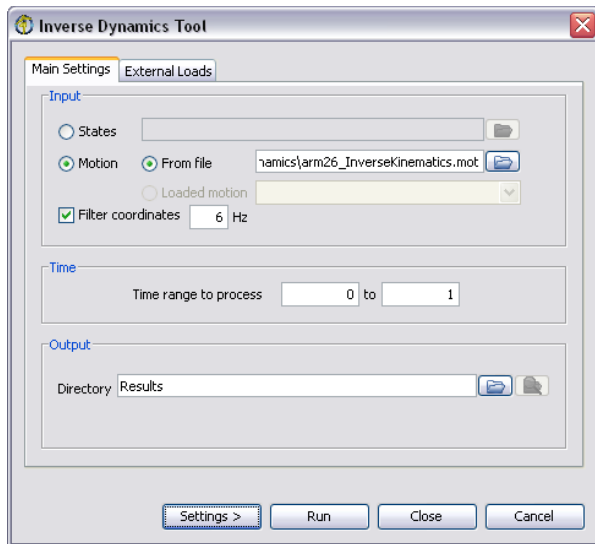 Inverse Dynamics Tool
Main Settings External Loads
Input
States
Motion From file namics\arm26_InverseKinematics.mot
Loaded motion
Filter coordinates 6 Hz
Time
Time range to process 0 to 1
Output
Directory Results
Settings > Run Close Cancel